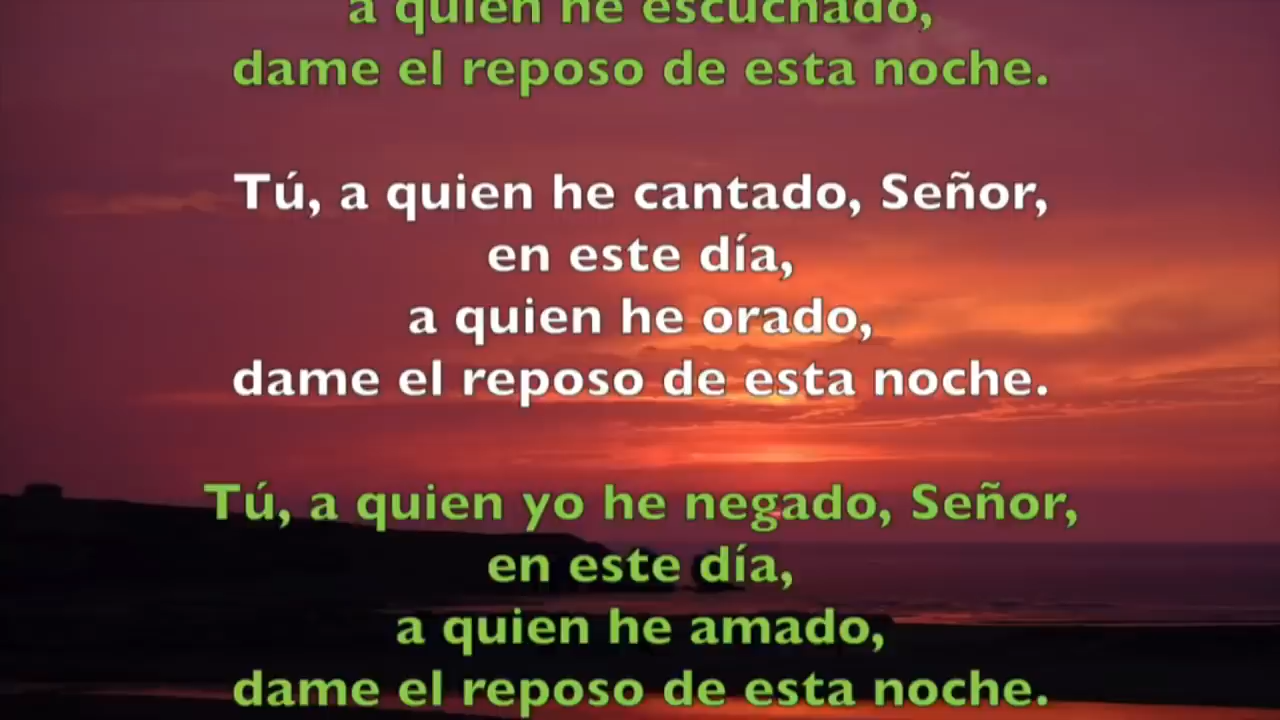 a quien he escuchado,
dame el reposo de esta noche.
Tú, a quien he cantado, Señor,
en este día,
a quien he orado,
dame el reposo de esta noche.
Tú, a quien yo he negado, Señor,
en este día,
a quien he amado,
dame el reposo de esta noche.